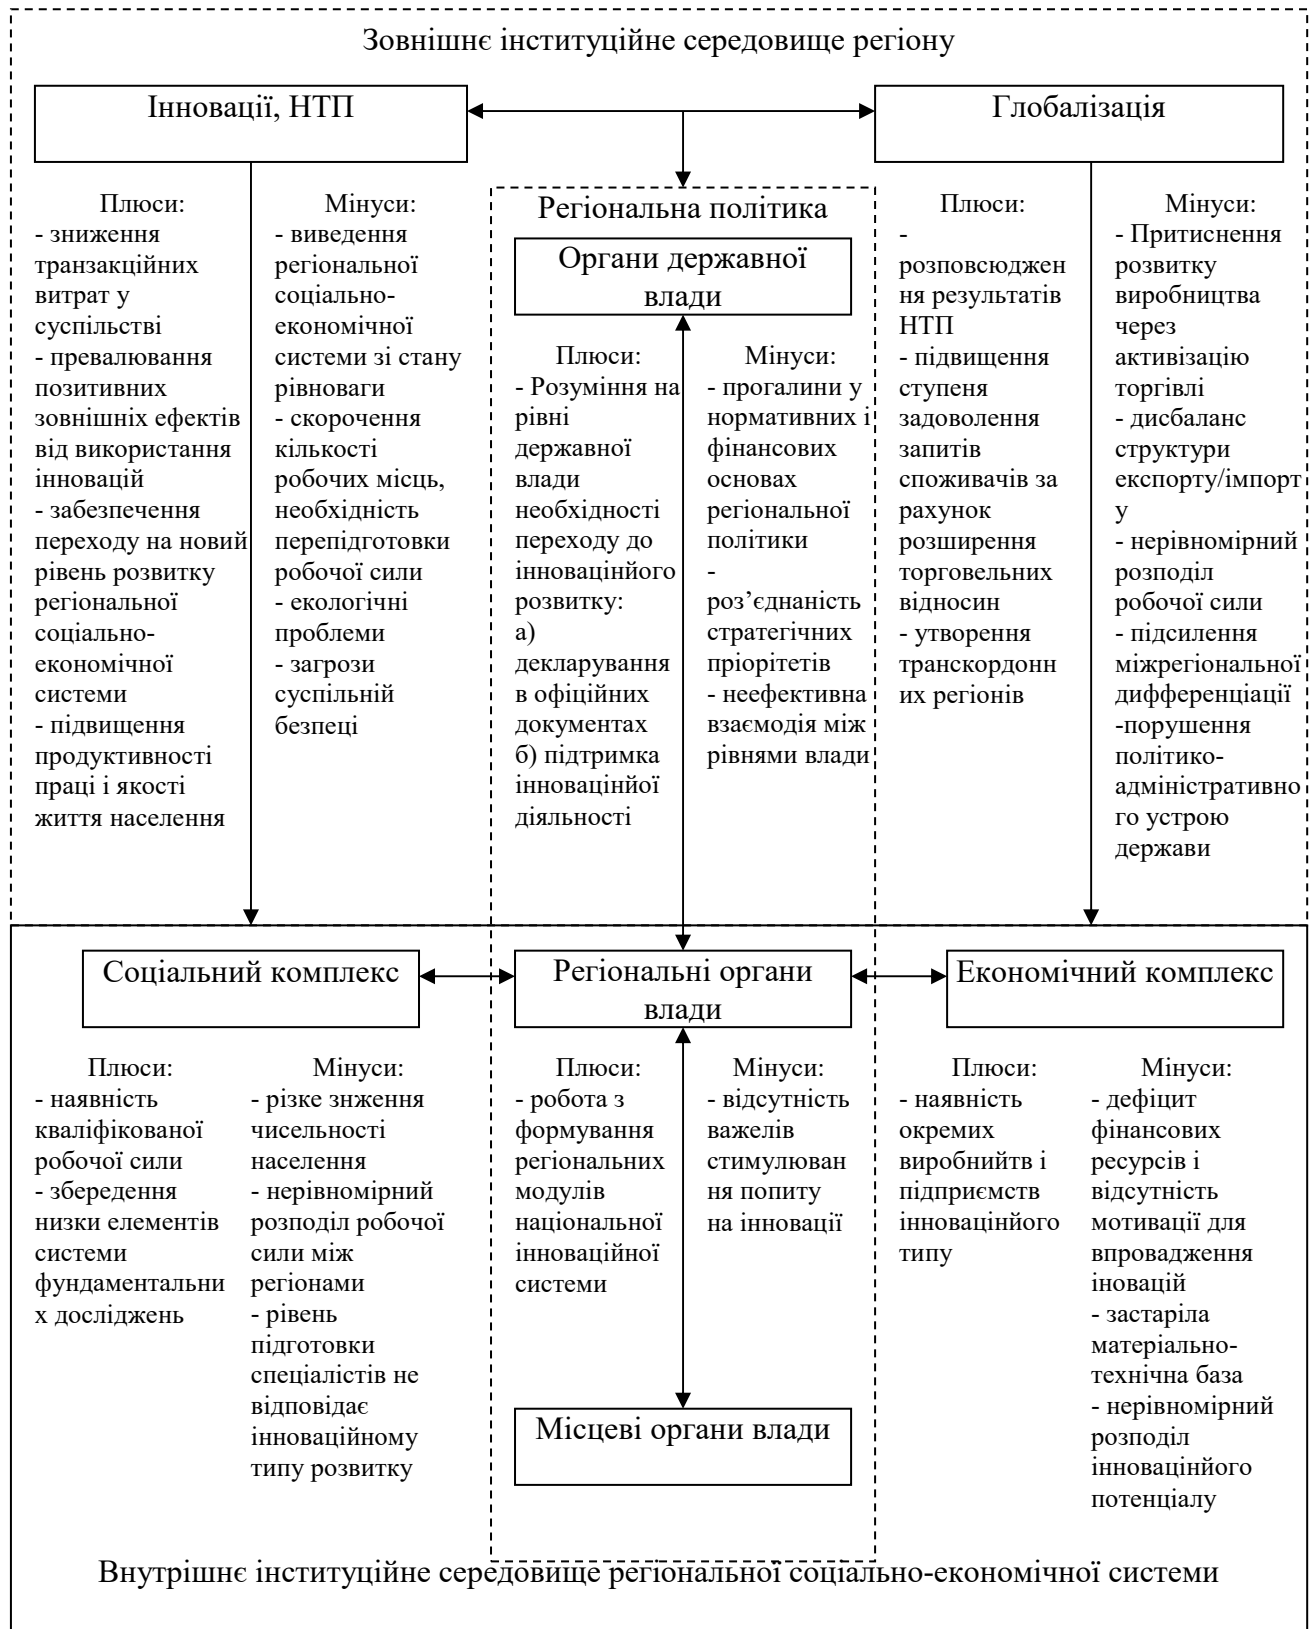 Зовнішнє інституційне середовище регіону
Інновації, НТП
Глобалізація
Плюси:
- зниження
транзакційних
витрат у
суспільстві
- превалювання
позитивних
зовнішніх ефектів
від використання
інновацій
- забезпечення
переходу на новий
рівень розвитку
регіональної
соціально-
економічної
системи
- підвищення
продуктивності
праці і якості
життя населення
Мінуси:
- виведення
регіональної
соціально-
економічної
системи зі стану
рівноваги
- скорочення
кількості
робочих місць,
необхідність
перепідготовки
робочої сили
- екологічні
проблеми
- загрози
суспільній
безпеці
Регіональна політика
Органи державної
влади
Плюси:
- Розуміння на
рівні
державної
влади
необхідності
переходу до
інновацінйого
розвитку:
а)
декларування
в офіційних
документах
б) підтримка
інновацінйої
діяльності
Мінуси:
- прогалини у
нормативних і
фінансових
основах
регіональної
політики
-
роз’єднаність
стратегічних
пріорітетів
- неефективна
взаємодія між
рівнями влади
Плюси:
-
розповсюджен
ня результатів
НТП
- підвищення
ступеня
задоволення
запитів
споживачів за
рахунок
розширення
торговельних
відносин
- утворення
транскордонн
их регіонів
Мінуси:
- Притиснення
розвитку
виробництва
через
активізацію
торгівлі
- дисбаланс
структури
експорту/імпорт
у
- нерівномірний
розподіл
робочої сили
- підсилення
міжрегіональної
дифференціації
-порушення
політико-
адміністративно
го устрою
держави
Соціальний комплекс
Регіональні органи
влади
Економічний комплекс
Плюси:
- наявність
кваліфікованої
робочої сили
- збередення
низки елементів
системи
фундаментальни
х досліджень
Мінуси:
- різке знження
чисельності
населення
- нерівномірний
розподіл робочої
сили між
регіонами
- рівень
підготовки
спеціалістів не
відповідає
інноваційному
типу розвитку
Плюси:
- робота з
формування
регіональних
модулів
національної
інноваційної
системи
Мінуси:
- відсутність
важелів
стимулюван
ня попиту
на інновації
Місцеві органи влади
Плюси:
- наявність
окремих
виробнийтв і
підприємств
інновацінйого
типу
Мінуси:
- дефіцит
фінансових
ресурсів і
відсутність
мотивації для
впровадження
іновацій
- застаріла
матеріально-
технічна база
- нерівномірний
розподіл
інновацінйого
потенціалу
Внутрішнє інституційне середовище регіональної соціально-економічної системи